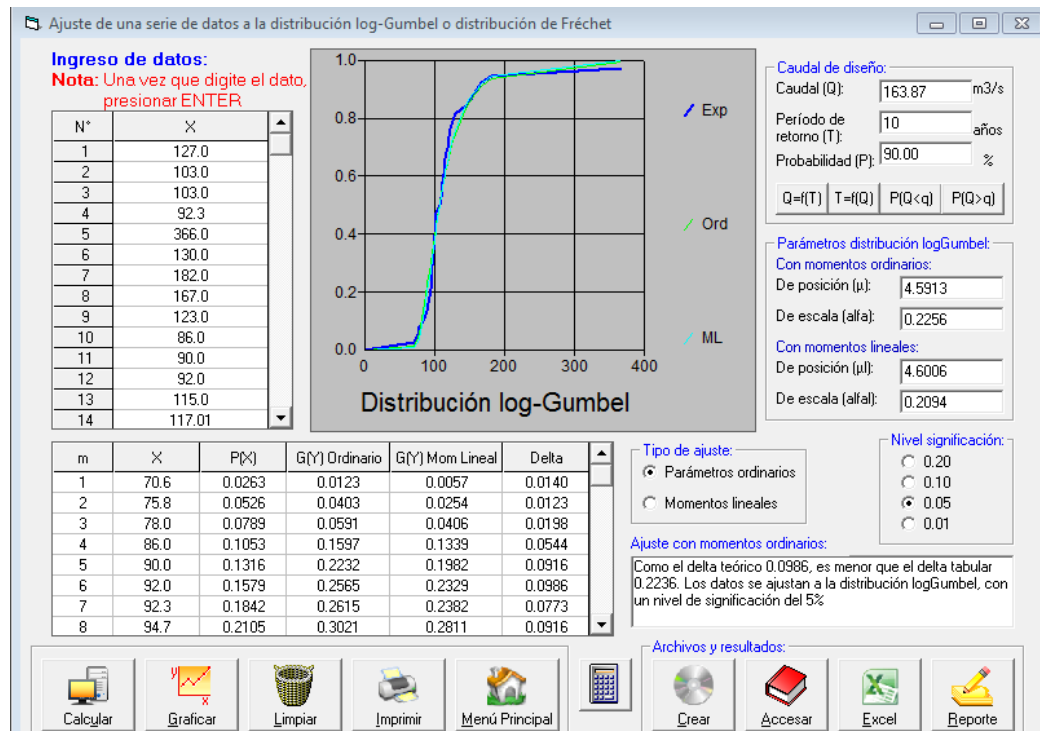 Ajuste de una serie de datos a la distribución log-Gumbel o distribución de Fréchet
Ingreso de datos:
Nota: Una vez que digite el dato,
presionar ENTER
N° X
1 127.0
2 103.0
3 103.0
4 92.3
5 366.0
6 130.0
7 182.0
8 167.0
9 123.0
10 86.0
11 90.0
12 92.0
13 115.0
14 117.01
1.0
0.8
0.6
0.4
0.2
0.0
0 100 200 300 400
Exp
Ord
ML
Distribución log-Gumbel
Caudal de diseño:
Caudal (Q): 163.87 m3/s
Período de
retorno (T): 10 años
Probabilidad (P): 90.00 %
Q=f(T) T=f(Q) P(Q<q) P(Q>q)
Parámetros distribución logGumbel:
Con momentos ordinarios:
De posición (μ): 4.5913
De escala (alfa): 0.2256
Con momentos lineales:
De posición (μl): 4.6006
De escala (alfal): 0.2094
m X P(X) G(Y) Ordinario G(Y) Mom Lineal Delta
1 70.6 0.0263 0.0123 0.0057 0.0140
2 75.8 0.0526 0.0403 0.0254 0.0123
3 78.0 0.0789 0.0591 0.0406 0.0198
4 86.0 0.1053 0.1597 0.1339 0.0544
5 90.0 0.1316 0.2232 0.1982 0.0916
6 92.0 0.1579 0.2565 0.2329 0.0986
7 92.3 0.1842 0.2615 0.2382 0.0773
8 94.7 0.2105 0.3021 0.2811 0.0916
Tipo de ajuste:
Parámetros ordinarios
Momentos lineales
Nivel significación:
0.20
0.10
0.05
0.01
Ajuste con momentos ordinarios:
Como el delta teórico 0.0986, es menor que el delta tabular
0.2236. Los datos se ajustan a la distribución logGumbel, con
un nivel de significación del 5%
Calcular Graficar Limpiar Imprimir Menú Principal
Archivos y resultados:
Crear Accesar Excel Reporte